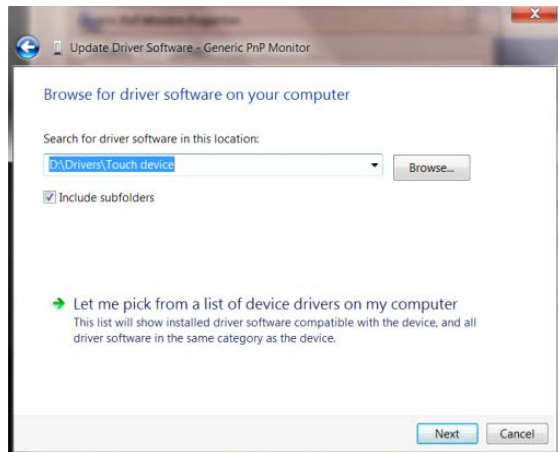 Update Driver Software - Generic PnP Monitor
Browse for driver software on your computer
Search for driver software in this location:
D:\Drivers\Touch device
Browse...
Include subfolders
Let me pick from a list of device drivers on my computer
This list will show installed driver software compatible with the device, and all
driver software in the same category as the device.
Next
Cancel